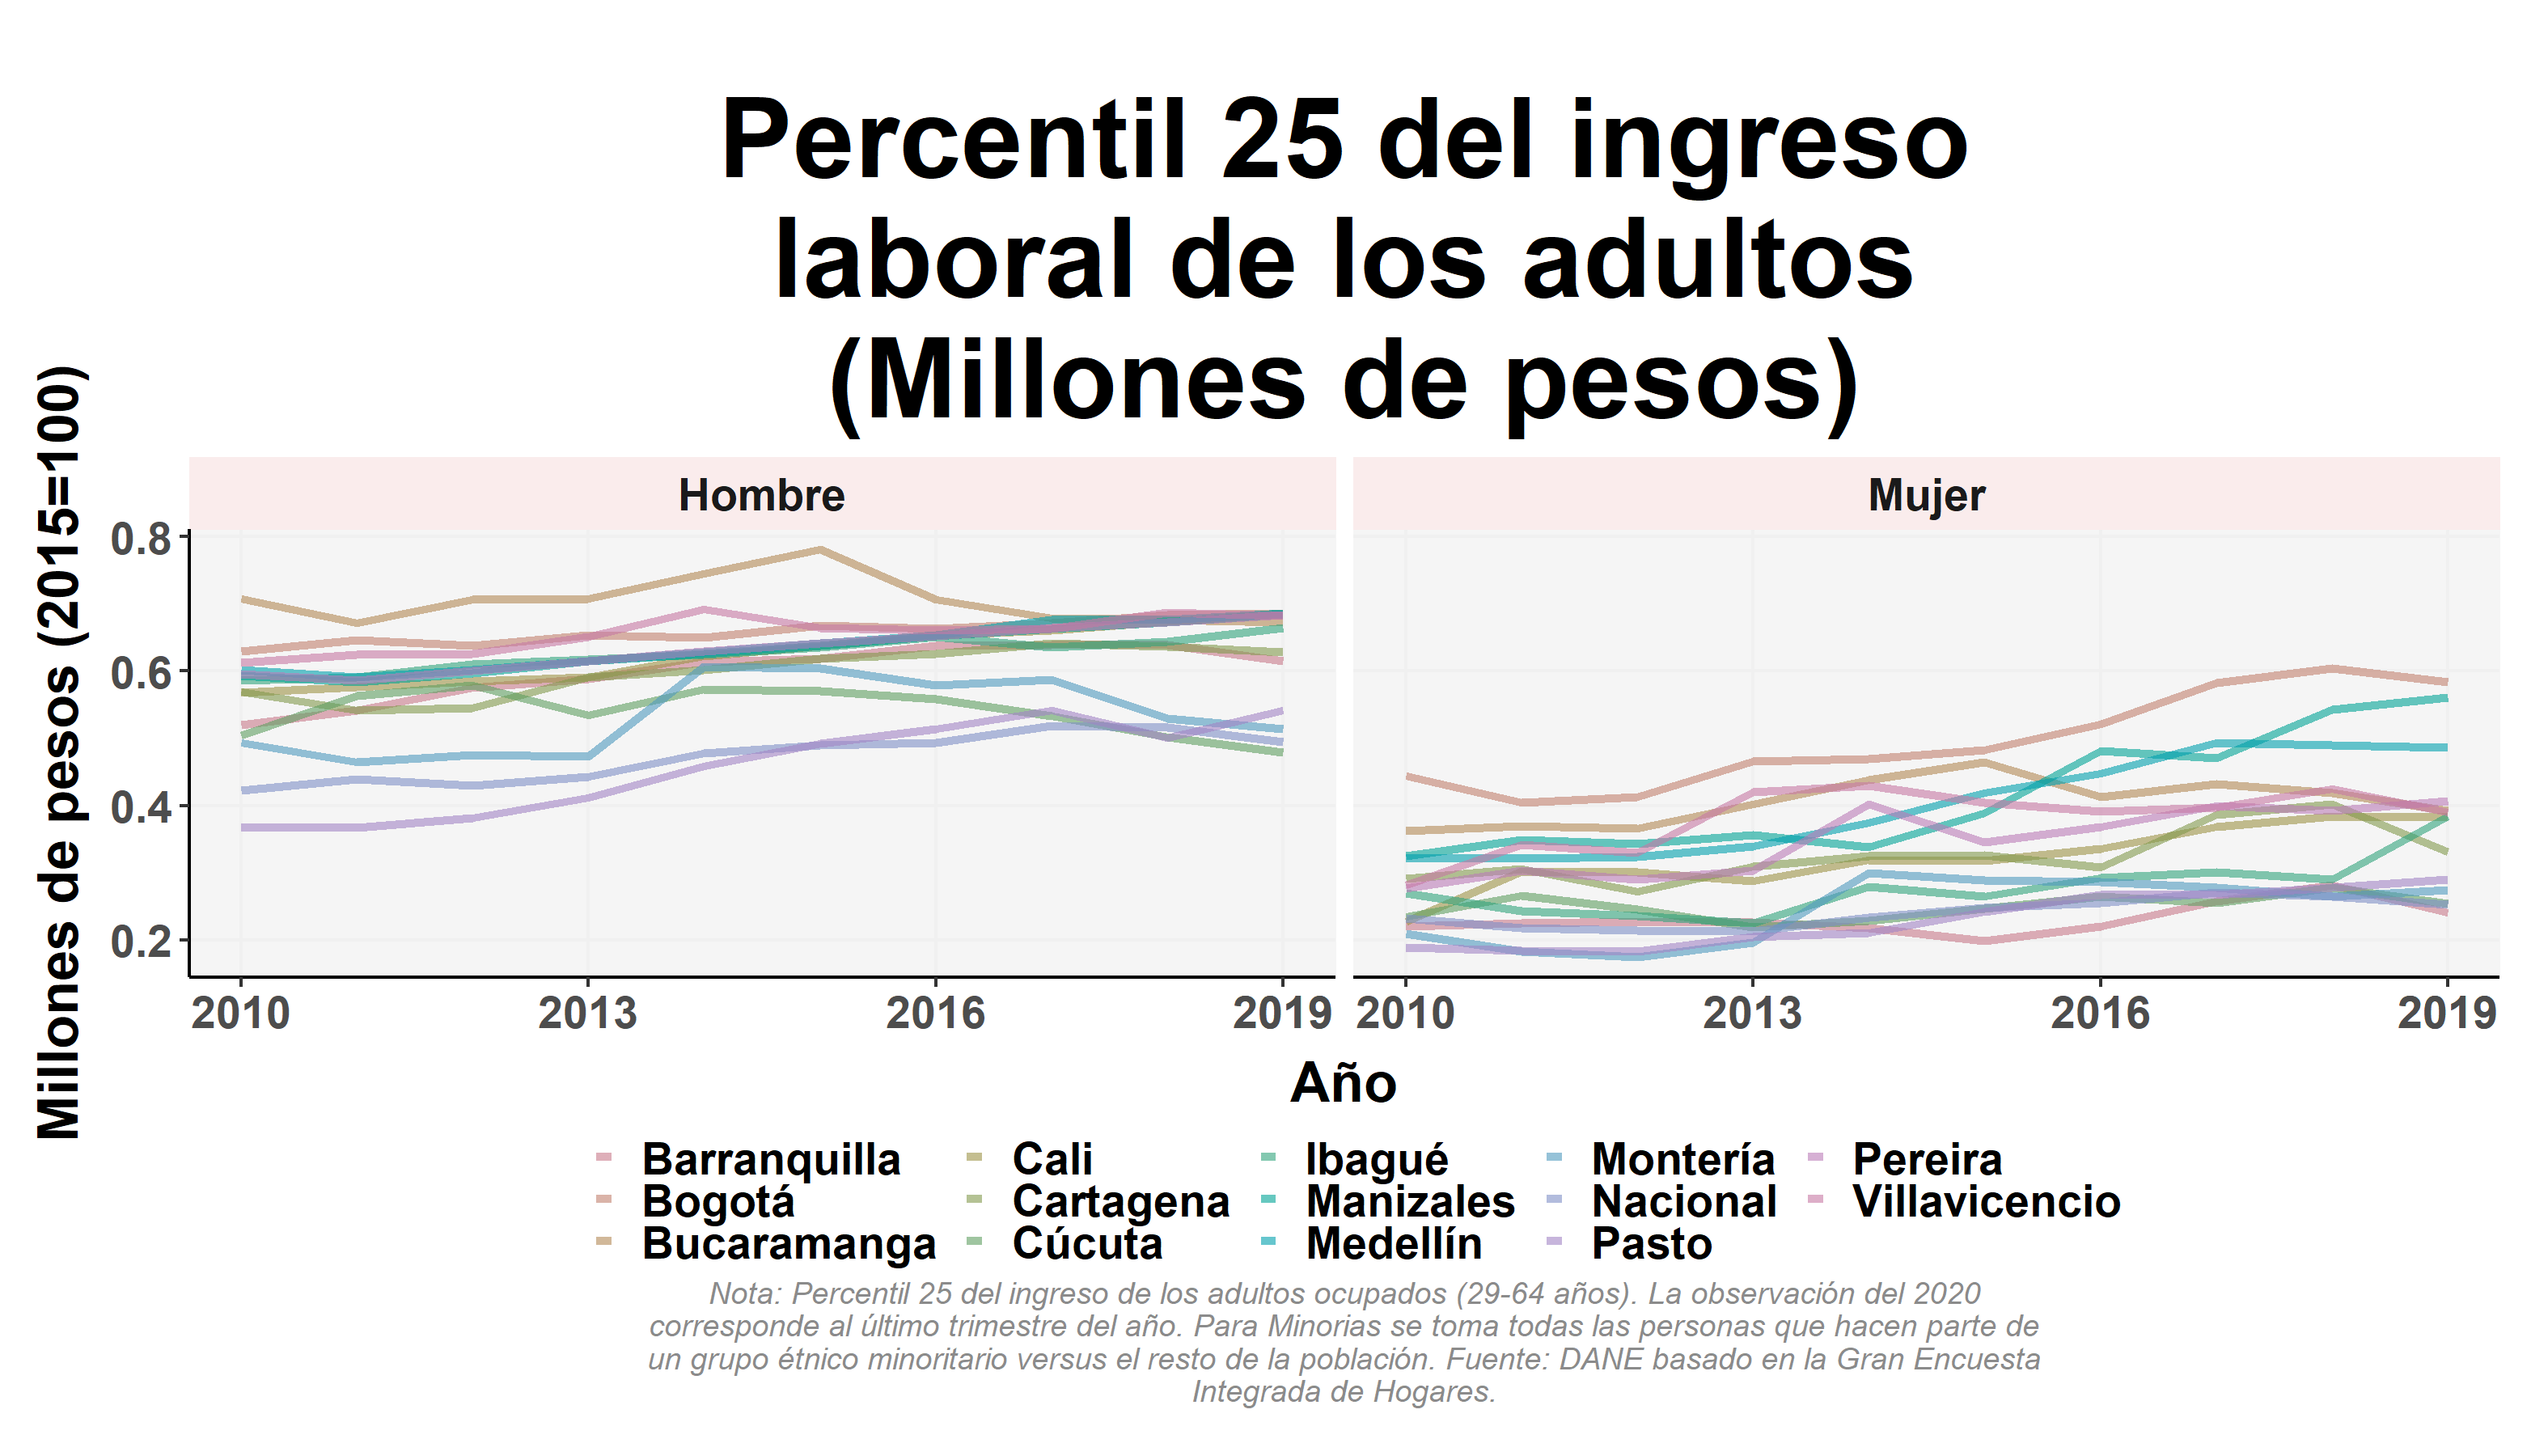 Percentil 25 del ingreso
laboral de los adultos
(Millones de pesos)
Millones de pesos (2015=100)
Hombre
Mujer
0.8
0.6
0.4
0.2
2010 2013 2016 2019
2010 2013 2016 2019
Año
Barranquilla Cali Ibagué Montería Pereira
Bogotá Cartagena Manizales Nacional Villavicencio
Bucaramanga Cúcuta Medellín Pasto
Nota: Percentil 25 del ingreso de los adultos ocupados (29-64 años). La observación del 2020
corresponde al último trimestre del año. Para Minorias se toma todas las personas que hacen parte de
un grupo étnico minoritario versus el resto de la población. Fuente: DANE basado en la Gran Encuesta
Integrada de Hogares.